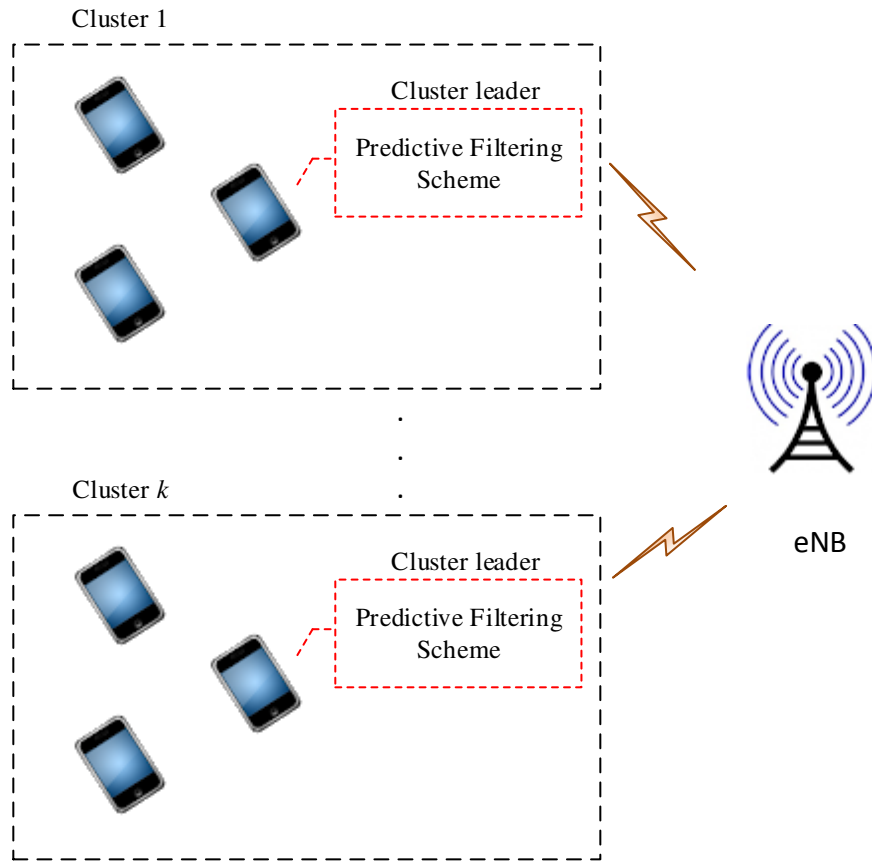 Cluster 1
Cluster leader
Predictive Filtering
Scheme
.
.
.
Cluster k
Cluster leader
Predictive Filtering
Scheme
eNB